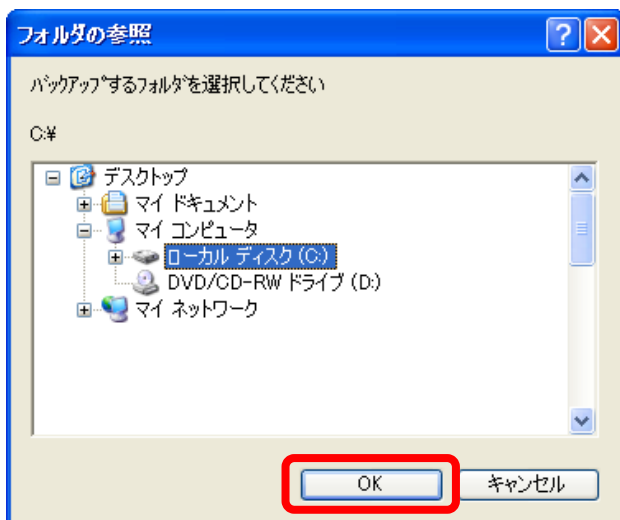 フォルダの参照
バックアップするフォルダを選択してください
C:¥
デスクトップ
マイ ドキュメント
マイ コンピュータ
ローカル ディスク (C:)
DVD/CD-RW ドライブ (D:)
マイ ネットワーク
OK キャンセル